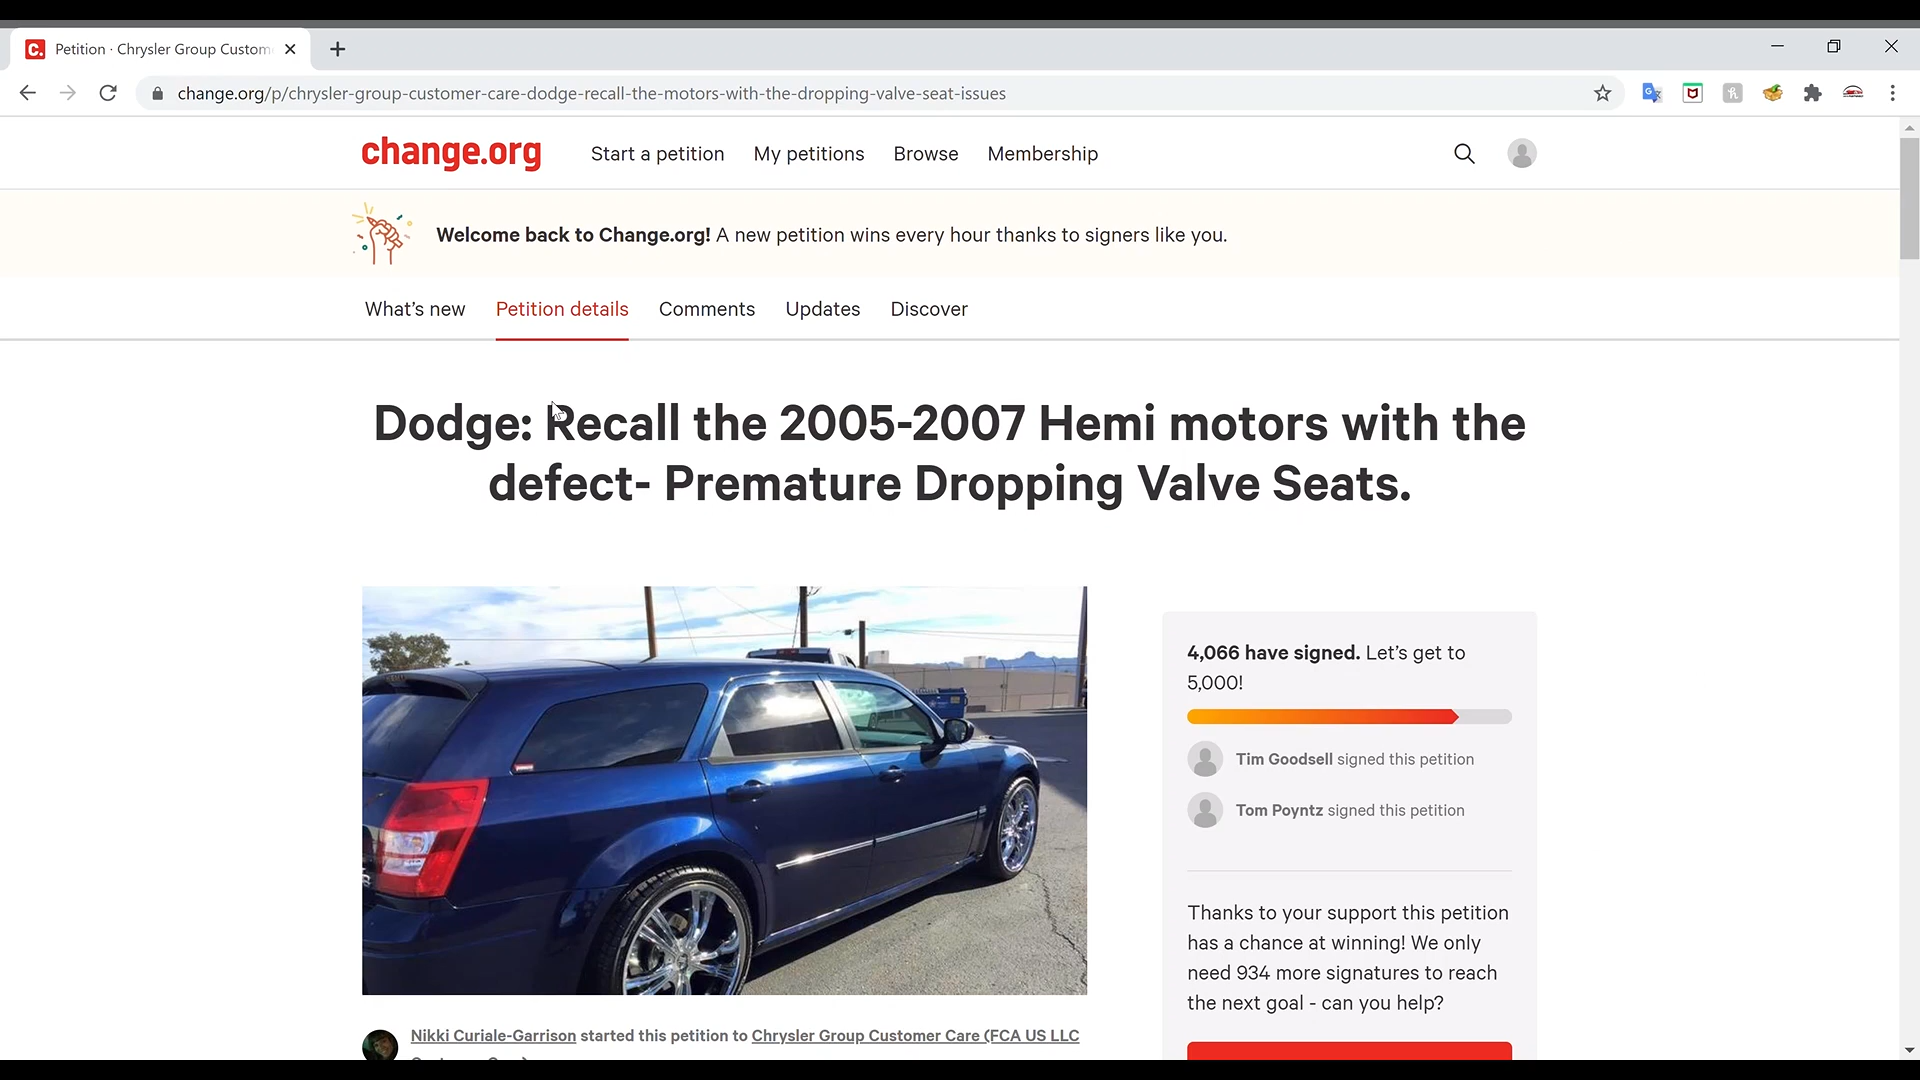 Petition · Chrysler Group Custom
change.org/p/chrysler-group-customer-care-dodge-recall-the-motors-with-the-dropping-valve-seat-issues
change.org Start a petition My petitions Browse Membership
Welcome back to Change.org! A new petition wins every hour thanks to signers like you.
What's new Petition details Comments Updates Discover
Dodge: Recall the 2005-2007 Hemi motors with the
defect- Premature Dropping Valve Seats.
4,066 have signed. Let's get to
5,000!
Tim Goodsell signed this petition
Tom Poyntz signed this petition
Thanks to your support this petition
has a chance at winning! We only
need 934 more signatures to reach
the next goal - can you help?
Nikki Curiale-Garrison started this petition to Chrysler Group Customer Care (FCA US LLC